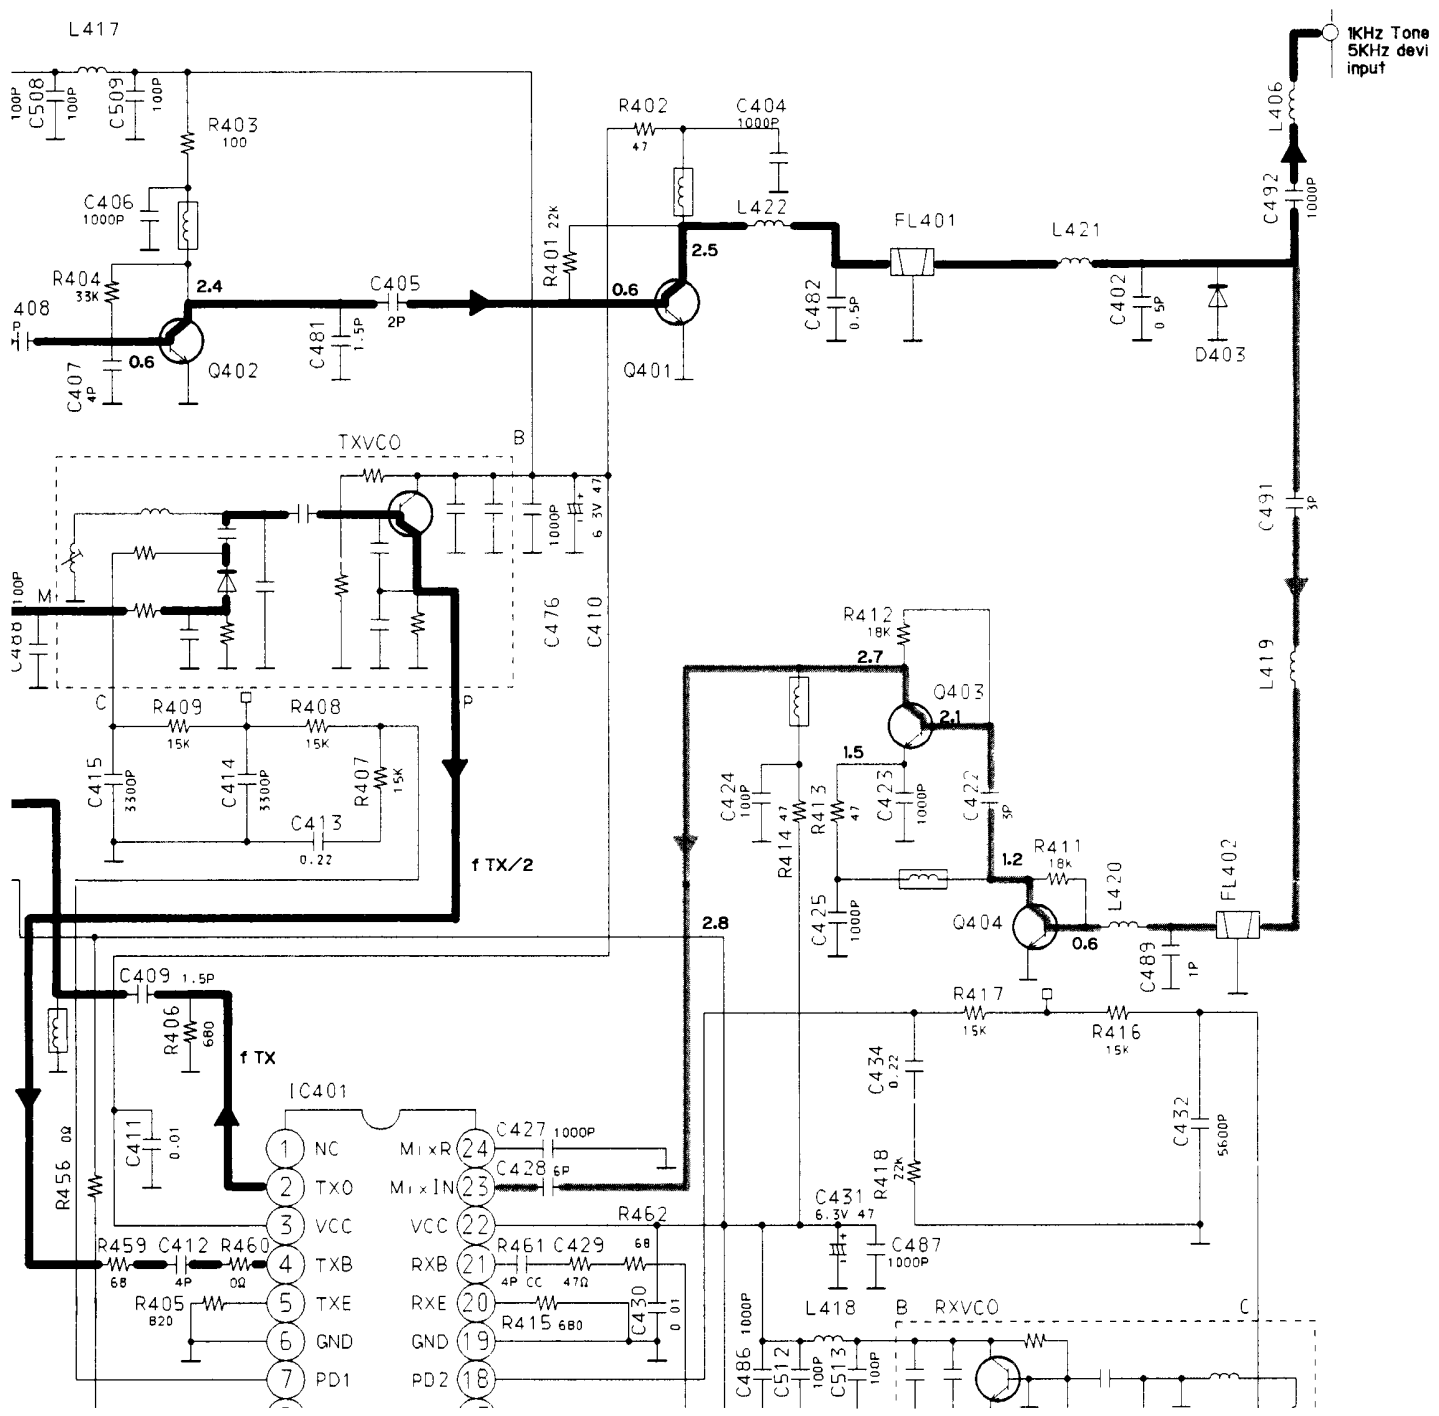 L417
1KHz Tone
5KHz devi
input
100P
C508
100P
C509
100P
R403
100
R402
47
C404
1000P
L406
C492
1000P
C406
1000P
R401
22K
L422
FL401
L421
2.5
R404
33K
2.4
C405
2P
0.6
C482
0.5P
C402
0.5P
D403
408
P
0.6
C407
4P
Q402
C481
1.5P
Q401
TXVCO
B
1000P
6.3V 47
C491
3P
C488
100P
M
C476
C410
R412
18K
2.7
L419
C
R409
15K
R408
15K
P
Q403
2.1
1.5
C415
3300P
C414
3300P
R407
15K
C413
0.22
C424
100P
R414
47
R413
47
C423
1000P
C422
3P
f TX/2
1.2
R411
18K
L420
FL402
2.8
C425
1000P
Q404
0.6
C489
1P
C409
1.5P
R406
680
f TX
R417
15K
R416
15K
C434
0.22
C432
5600P
R418
22K
IC401
R456
0Ω
C411
0.01
1 NC
MixR 24
C427
1000P
2 TXO
MixIN 23
C428
6P
3 VCC
VCC 22
R462
68
C431
6.3V 47
C487
1000P
R459
68
C412
4P
R460
0Ω
4 TXB
RXB 21
R461
4P CC
C429
47Ω
R405
820
5 TXE
RXE 20
R415 680
C430
0.01
6 GND
GND 19
7 PD1
PD2 18
C486
1000P
C512
100P
L418
C513
100P
B
RXVCO
C